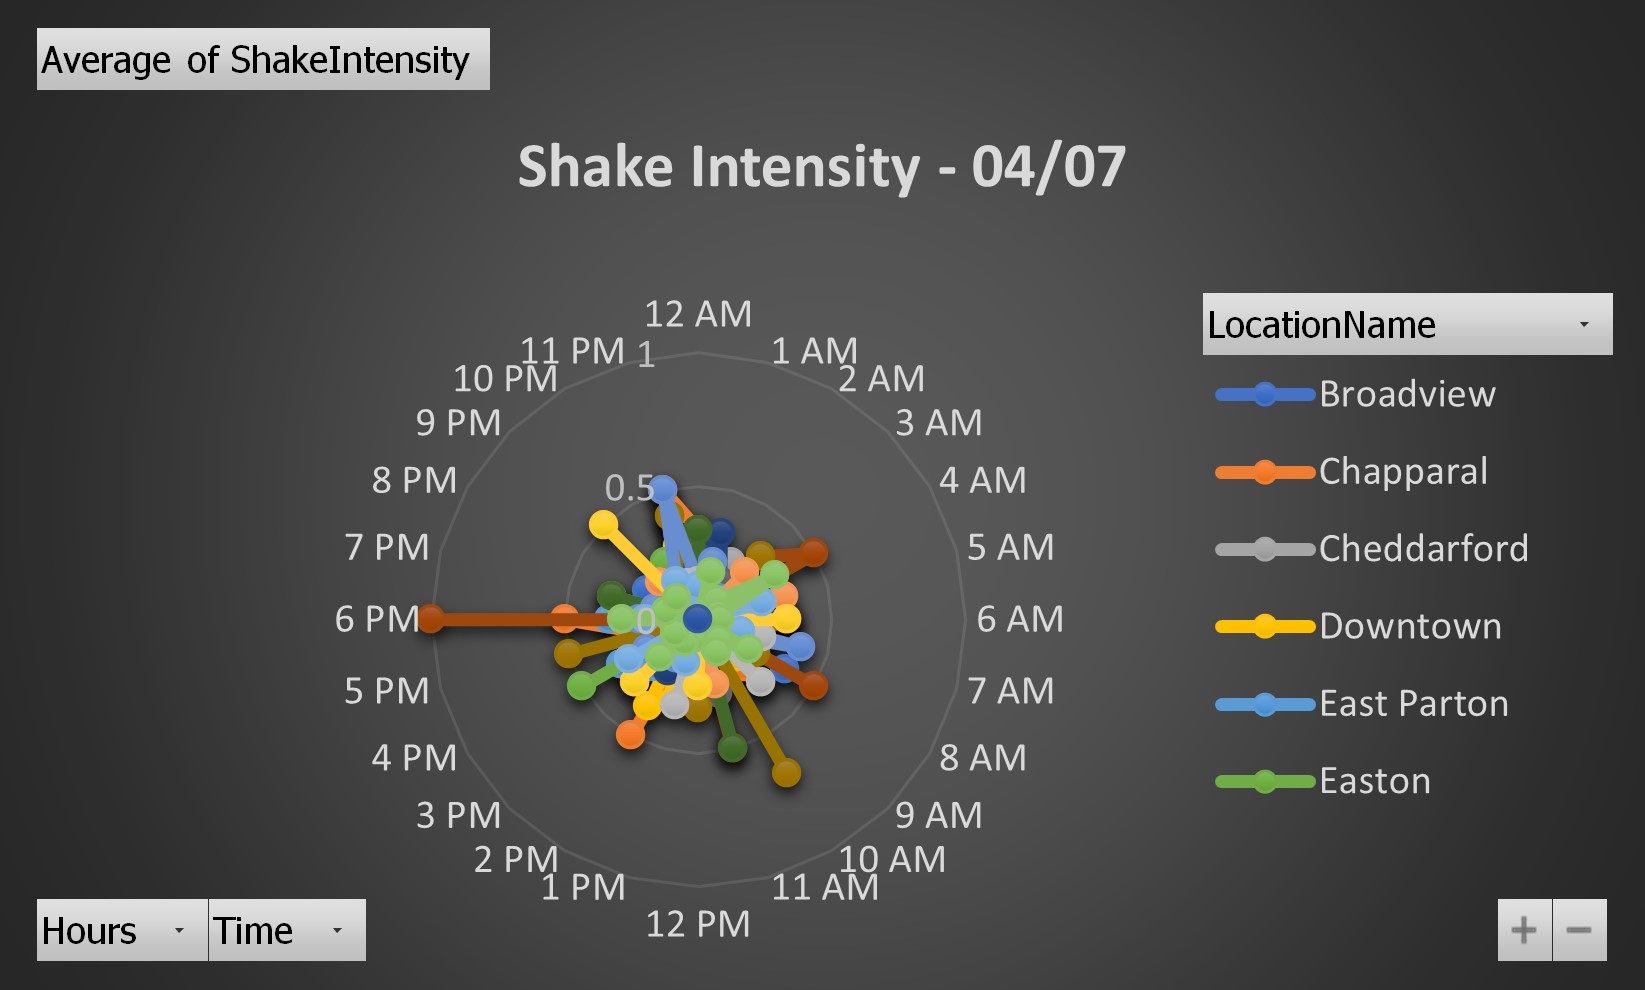 Average of ShakeIntensity
Shake Intensity - 04/07
12 AM
1 AM
2 AM
3 AM
4 AM
5 AM
6 AM
7 AM
8 AM
9 AM
10 AM
11 AM
12 PM
1 PM
2 PM
3 PM
4 PM
5 PM
6 PM
7 PM
8 PM
9 PM
10 PM
11 PM
1
0.5
0
LocationName
Broadview
Chapparal
Cheddarford
Downtown
East Parton
Easton
Hours
Time
+
−